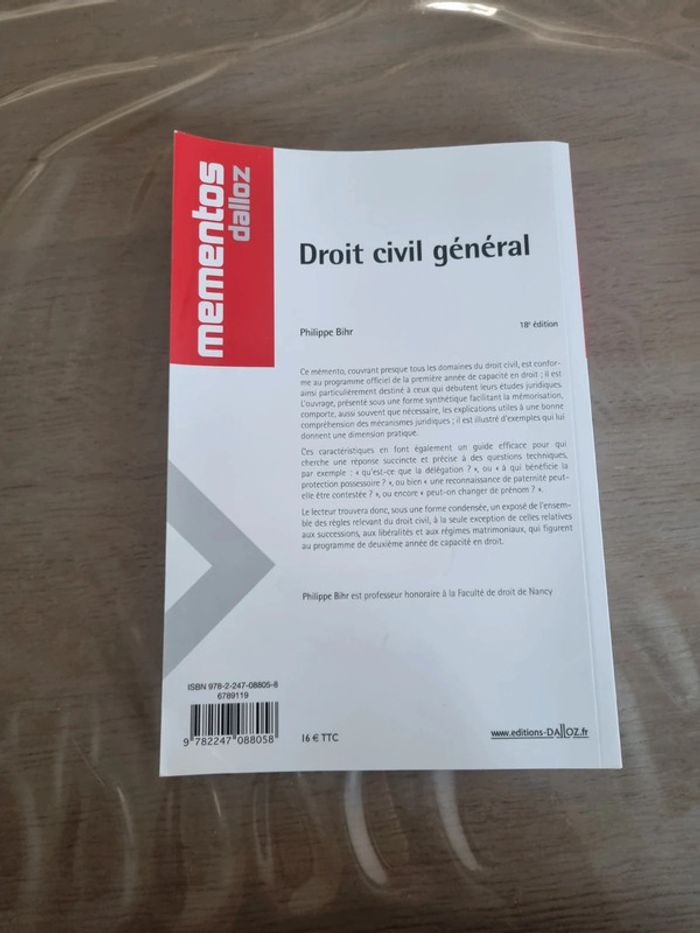 mementos
dalloz
Droit civil général
Philippe Bihr
18e édition
Ce mémento, couvrant presque tous les domaines du droit civil, est confor-
me au programme officiel de la première année de capacité en droit ; il est
ainsi particulièrement destiné à ceux qui débutent leurs études juridiques.
L'ouvrage, présenté sous une forme synthétique facilitant la mémorisation,
comporte, aussi souvent que nécessaire, les explications utiles à une bonne
compréhension des mécanismes juridiques ; il est illustré d'exemples qui lui
donnent une dimension pratique.
Ces caractéristiques en font également un guide efficace pour qui
cherche une réponse succincte et précise à des questions techniques,
par exemple : « qu'est-ce que la délégation ? », ou « à qui bénéficie la
protection possessoire ? », ou bien « une reconnaissance de paternité peut-
elle être contestée ? », ou encore « peut-on changer de prénom ? ».
Le lecteur trouvera donc, sous une forme condensée, un exposé de l'ensem-
ble des règles relevant du droit civil, à la seule exception de celles relatives
aux successions, aux libéralités et aux régimes matrimoniaux, qui figurent
au programme de deuxième année de capacité en droit.
Philippe Bihr est professeur honoraire à la Faculté de droit de Nancy
ISBN 978-2-247-08805-8
6789119
9 782247 088058
16 € TTC
www.editions-DALLOZ.fr